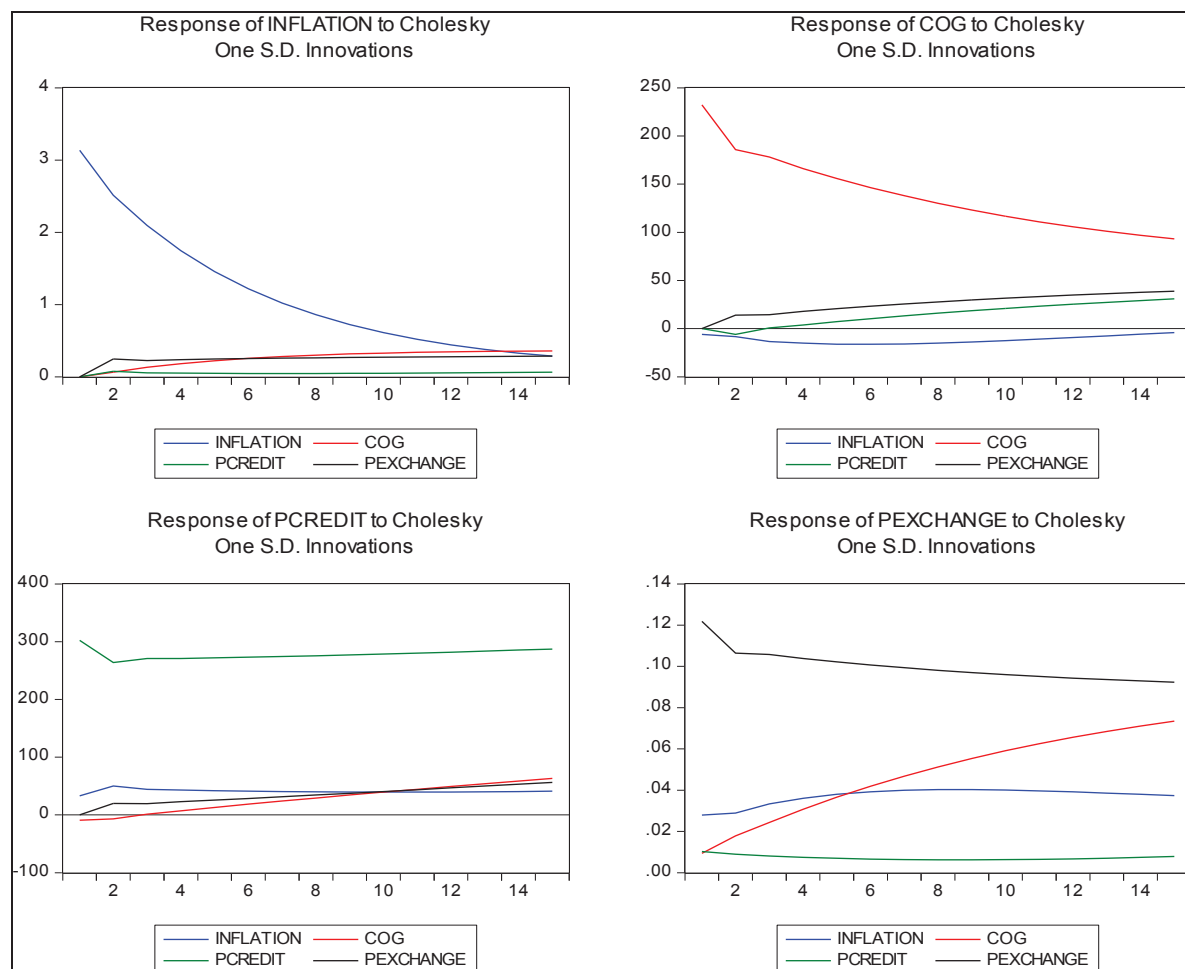 Response of INFLATION to Cholesky
One S.D. Innovations
4
3
2
1
0
2 4 6 8 10 12 14
INFLATION COG
PCREDIT PEXCHANGE
Response of COG to Cholesky
One S.D. Innovations
250
200
150
100
50
0
-50
2 4 6 8 10 12 14
INFLATION COG
PCREDIT PEXCHANGE
Response of PCREDIT to Cholesky
One S.D. Innovations
400
300
200
100
0
-100
2 4 6 8 10 12 14
INFLATION COG
PCREDIT PEXCHANGE
Response of PEXCHANGE to Cholesky
One S.D. Innovations
.14
.12
.10
.08
.06
.04
.02
.00
2 4 6 8 10 12 14
INFLATION COG
PCREDIT PEXCHANGE